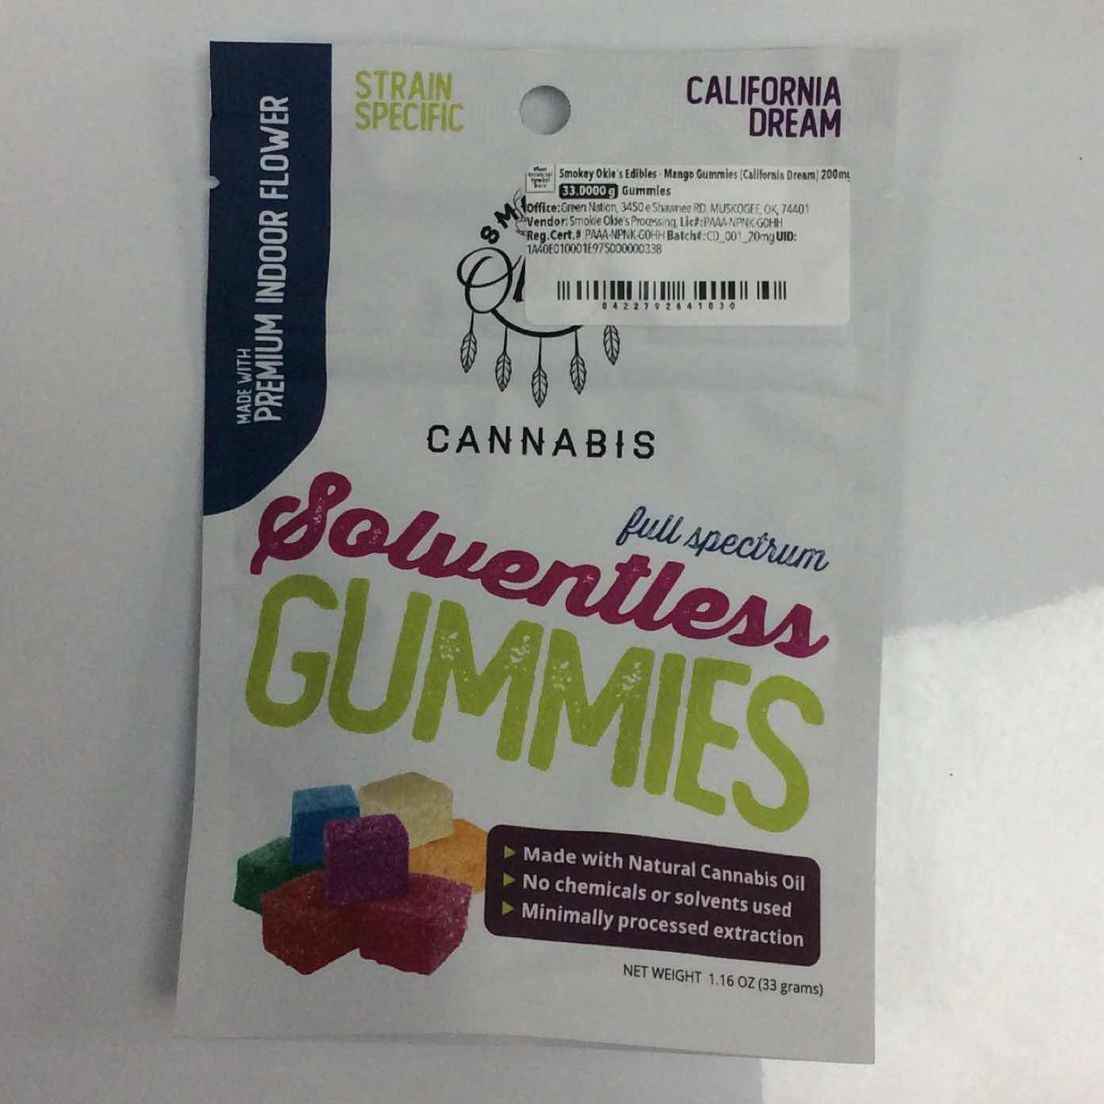 STRAIN
SPECIFIC
CALIFORNIA
DREAM
MADE WITH
PREMIUM INDOOR FLOWER
Smokey Okie's Edibles - Mango Gummies (California Dream) 200mg
33.0000 g Gummies
Office: Green Nation, 3450 e Shawnee RD, MUSKOGEE, OK, 74401
Vendor: Smokie Okie's Processing, Lic#:PAAA-NPNK-G0HH
Reg.Cert.# PAAA-NPNK-G0HH Batch#:CD_001_20mg UID:
1A40E010001E975000000338
0422792641030
SM
O
CANNABIS
full spectrum
Solventless
GUMMIES
Made with Natural Cannabis Oil
No chemicals or solvents used
Minimally processed extraction
NET WEIGHT 1.16 OZ (33 grams)